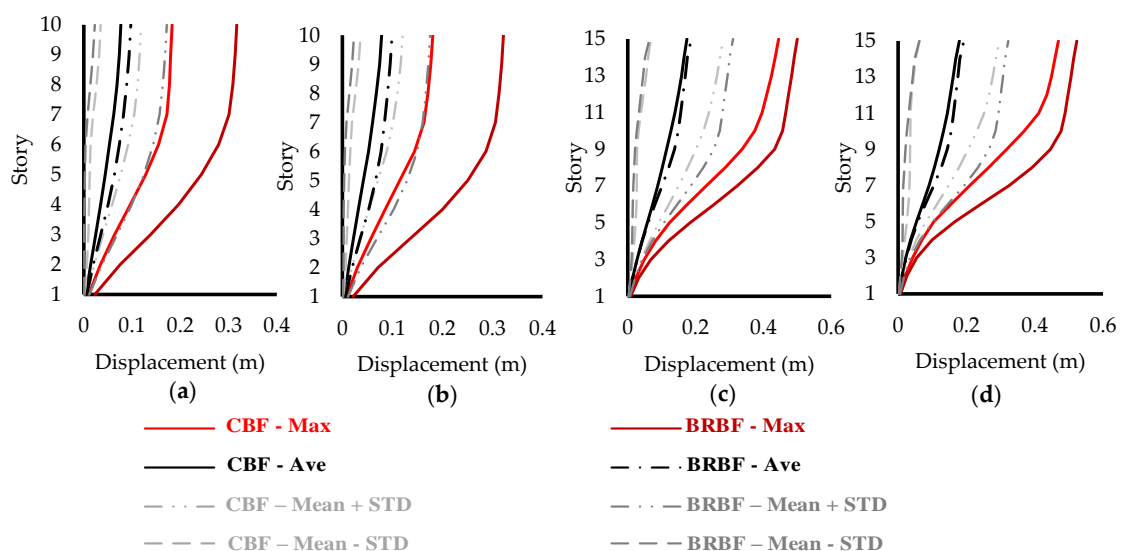 10
9
8
7
6
5
4
3
2
1
Story
0
0.1
0.2
0.3
0.4
Displacement (m)
(a)
10
9
8
7
6
5
4
3
2
1
Story
0
0.1
0.2
0.3
0.4
Displacement (m)
(b)
15
13
11
9
7
5
3
1
Story
0
0.2
0.4
0.6
Displacement (m)
(c)
15
13
11
9
7
5
3
1
Story
0
0.2
0.4
0.6
Displacement (m)
(d)
CBF - Max
BRBF - Max
CBF - Ave
BRBF - Ave
CBF – Mean + STD
BRBF – Mean + STD
CBF – Mean - STD
BRBF – Mean - STD